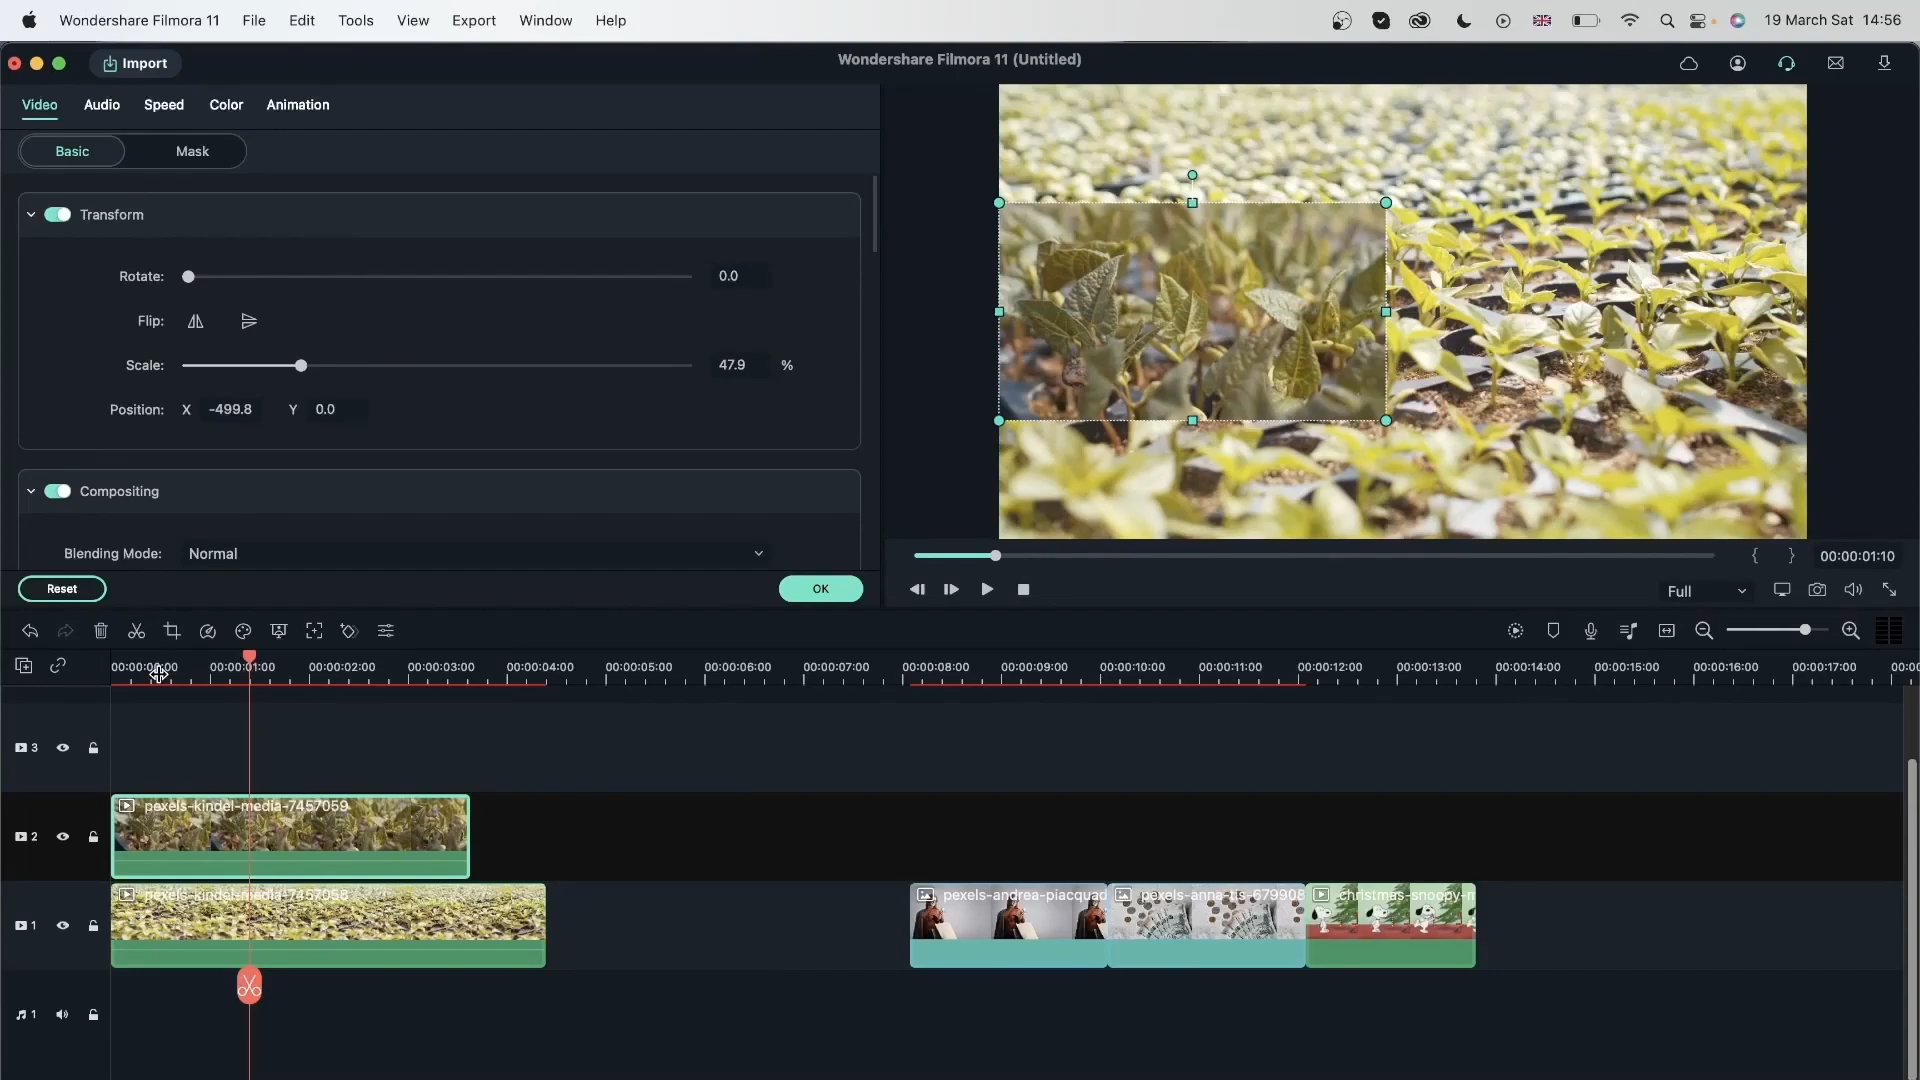 Wondershare Filmora 11 File Edit Tools View Export Window Help 19 March Sat 14:56
Import Wondershare Filmora 11 (Untitled)
Video Audio Speed Color Animation
Basic Mask
Transform
Rotate: 0.0
Flip:
Scale: 47.9 %
Position: X -499.8 Y 0.0
Compositing
Blending Mode: Normal
00:00:01:10
Reset OK
Full
00:00:00:00 00:00:01:00 00:00:02:00 00:00:03:00 00:00:04:00 00:00:05:00 00:00:06:00 00:00:07:00 00:00:08:00 00:00:09:00 00:00:10:00 00:00:11:00 00:00:12:00 00:00:13:00 00:00:14:00 00:00:15:00 00:00:16:00 00:00:17:00 00:00
3
pexels-kindel-media-7457059
2
pexels-kindel-media-7457058 pexels-andrea-piacquad pexels-anna-tis-679908 christmas-snoopy-n
1
1